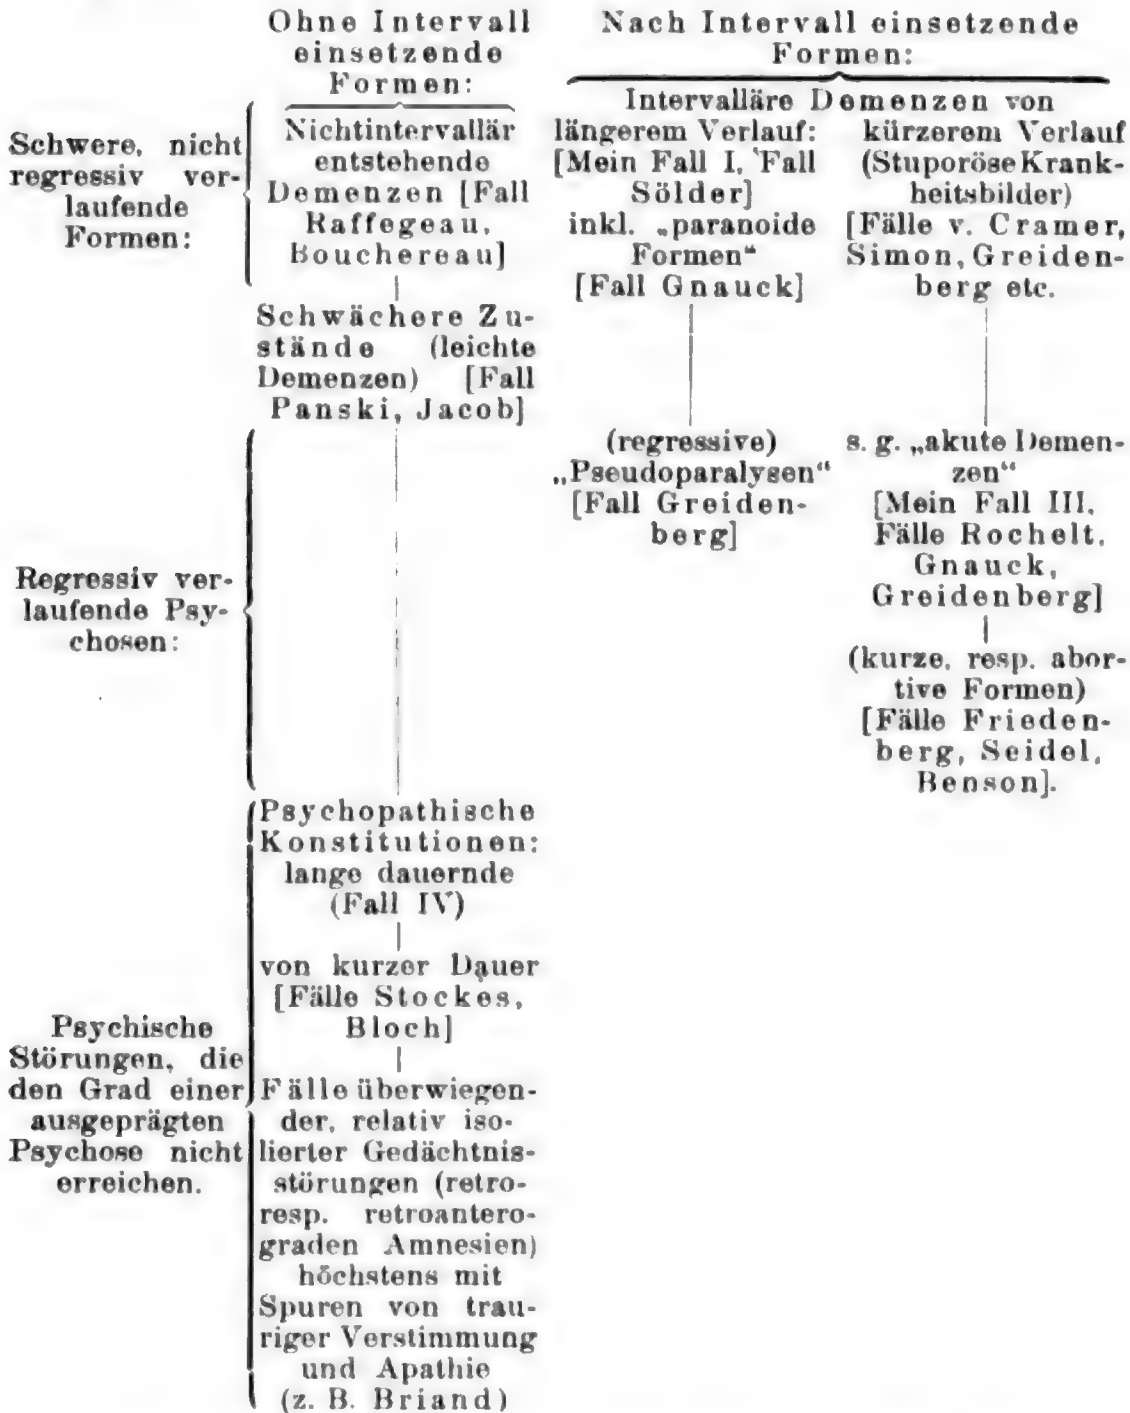 Ohne Intervall
einsetzende
Formen:
Nach Intervall einsetzende
Formen:
Schwere, nicht
regressiv ver-
laufende
Formen:
Nichtintervallär
entstehende
Demenzen [Fall
Raffegeau,
Bouchereau]
Schwächere Zu-
stände (leichte
Demenzen) [Fall
Panski, Jacob]
Intervalläre Demenzen von
längerem Verlauf:
[Mein Fall I, Fall
Sölder]
inkl. „paranoide
Formen“
[Fall Gnauck]
kürzerem Verlauf
(Stuporöse Krank-
heitsbilder)
[Fälle v. Cramer,
Simon, Greiden-
berg etc.
Regressiv ver-
laufende Psy-
chosen:
(regressive)
„Pseudoparalysen“
[Fall Greiden-
berg]
s. g. „akute Demen-
zen“
[Mein Fall III,
Fälle Rochelt,
Gnauck,
Greidenberg]
(kurze, resp. abor-
tive Formen)
[Fälle Frieden-
berg, Seidel,
Benson].
Psychische
Störungen, die
den Grad einer
ausgeprägten
Psychose nicht
erreichen.
Psychopathische
Konstitutionen:
lange dauernde
(Fall IV)
von kurzer Dauer
[Fälle Stockes,
Bloch]
Fälle überwiegen-
der, relativ iso-
lierter Gedächtnis-
störungen (retro-
resp. retroantero-
graden Amnesien)
höchstens mit
Spuren von trau-
riger Verstimmung
und Apathie
(z. B. Briand)